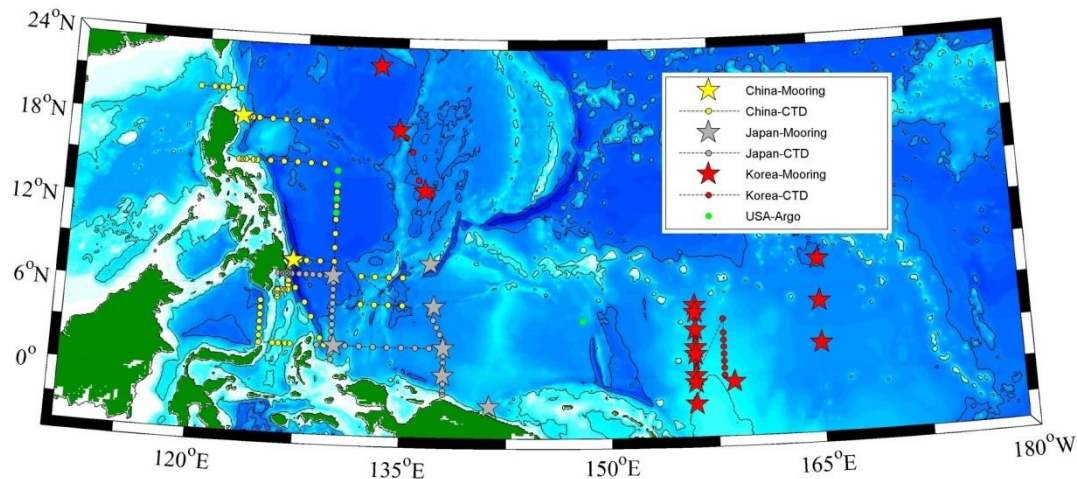 24°N
18°N
12°N
6°N
0°
China-Mooring
China-CTD
Japan-Mooring
Japan-CTD
Korea-Mooring
Korea-CTD
USA-Argo
120°E
135°E
150°E
165°E
180°W